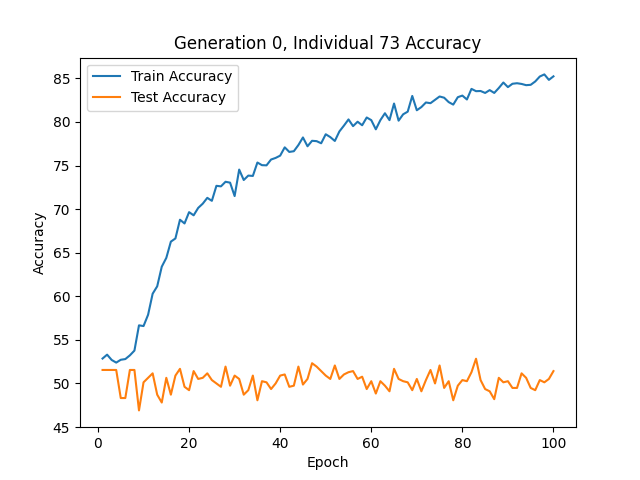 Generation 0, Individual 73 Accuracy
Train Accuracy
Test Accuracy
85
80
75
70
65
60
55
50
45
Accuracy
0 20 40 60 80 100
Epoch